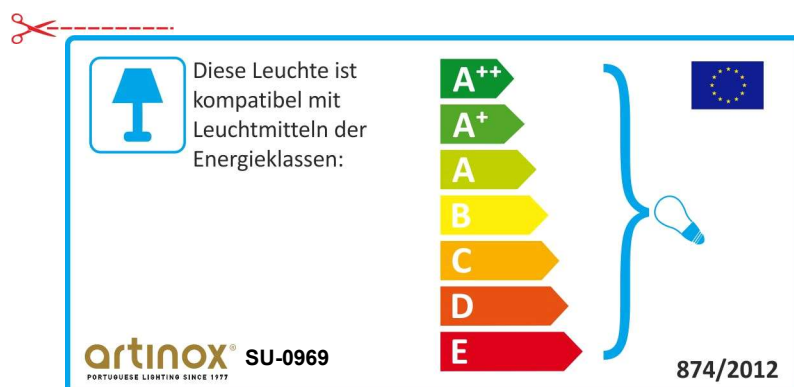 Diese Leuchte ist
kompatibel mit
Leuchtmitteln der
Energieklassen:
A++
A+
A
B
C
D
E
artinox® SU-0969
PORTUGUESE LIGHTING SINCE 1977
874/2012